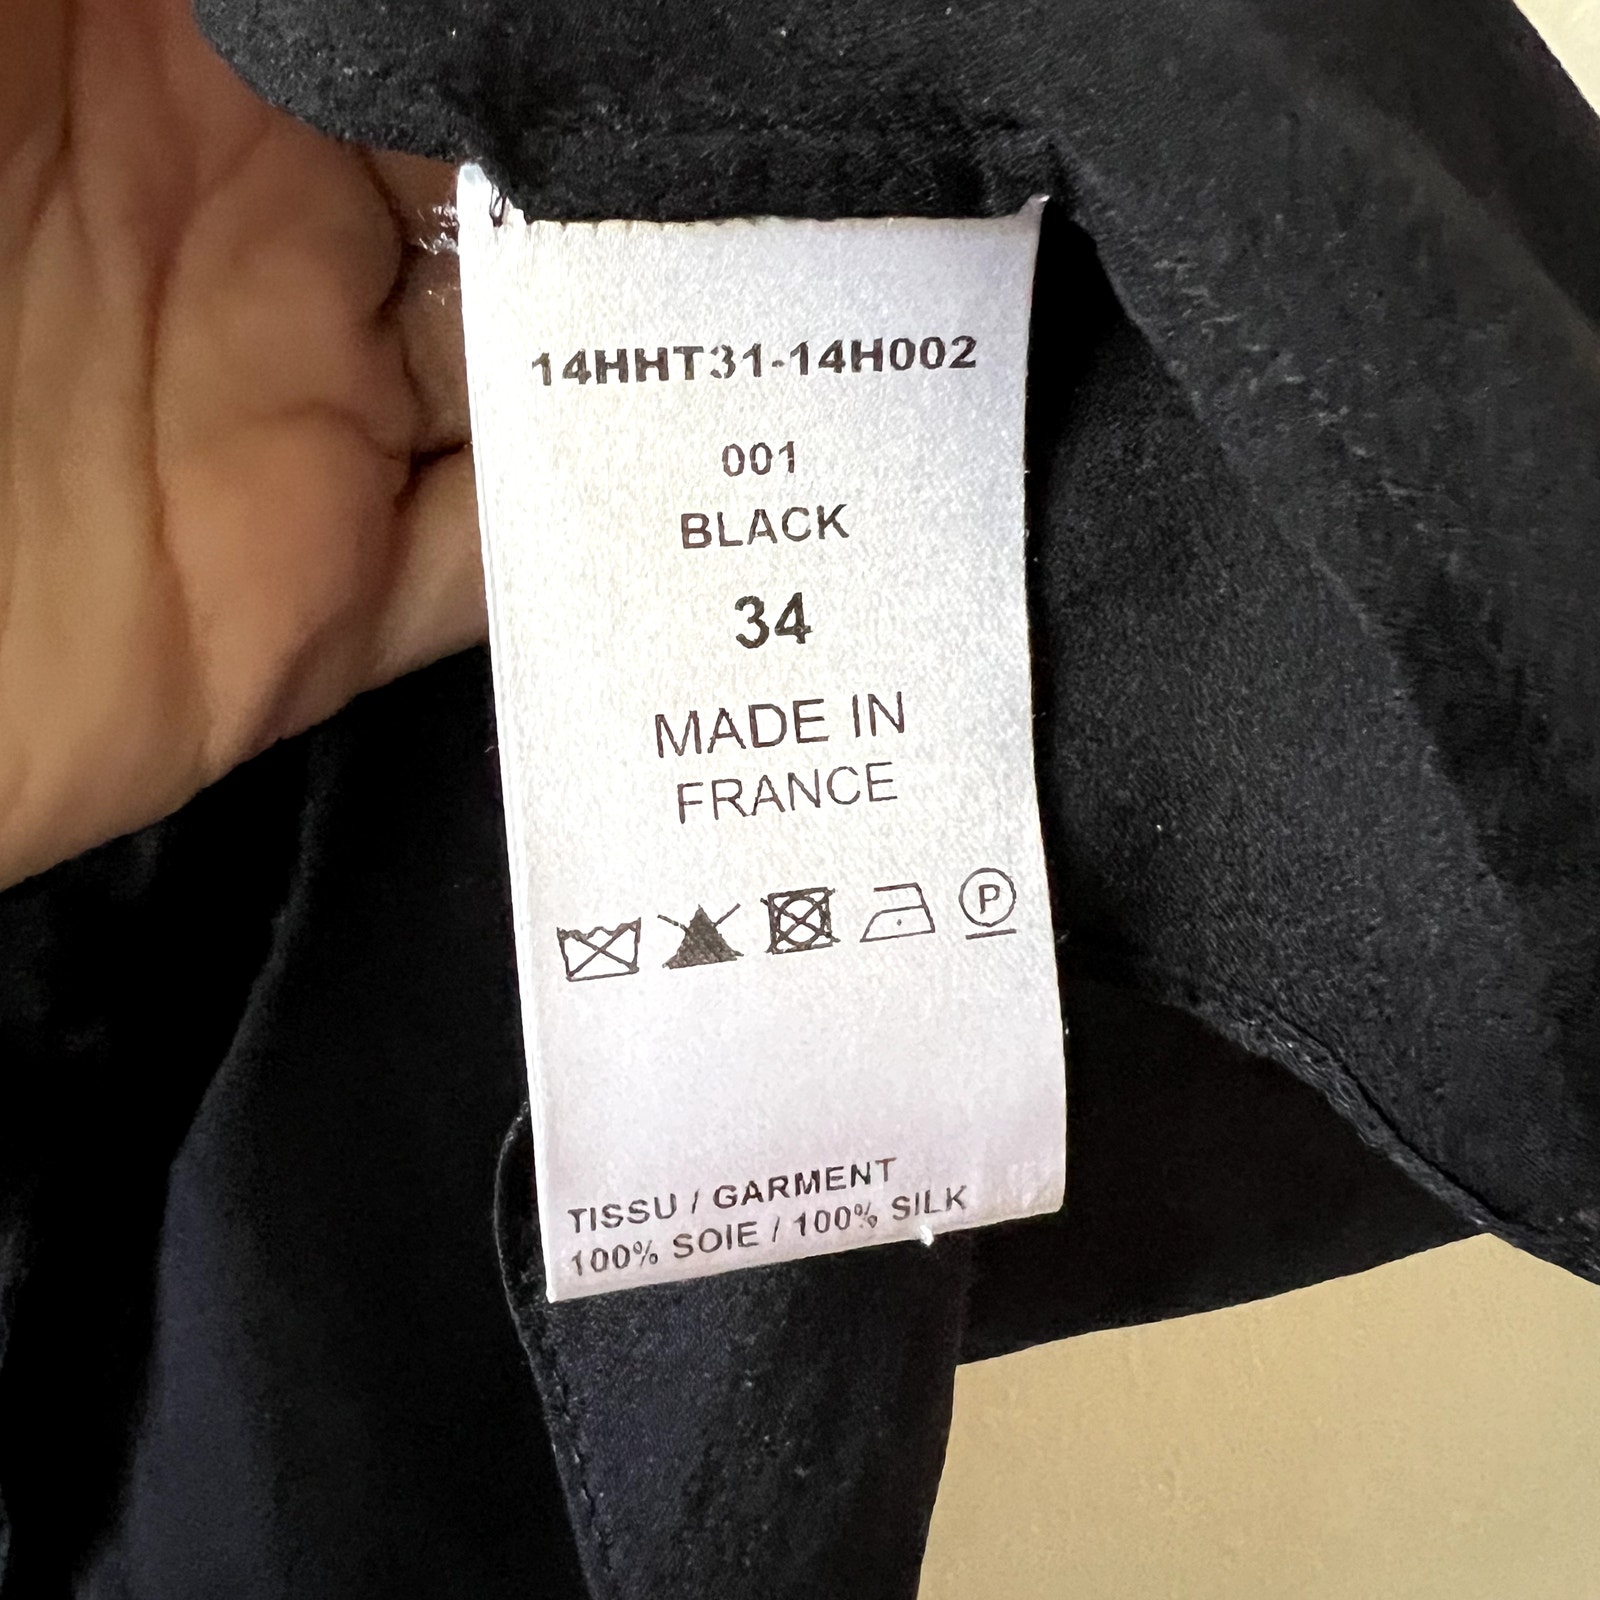 14HHT31-14H002
001
BLACK
34
MADE IN
FRANCE
P
TISSU / GARMENT
100% SOIE / 100% SILK